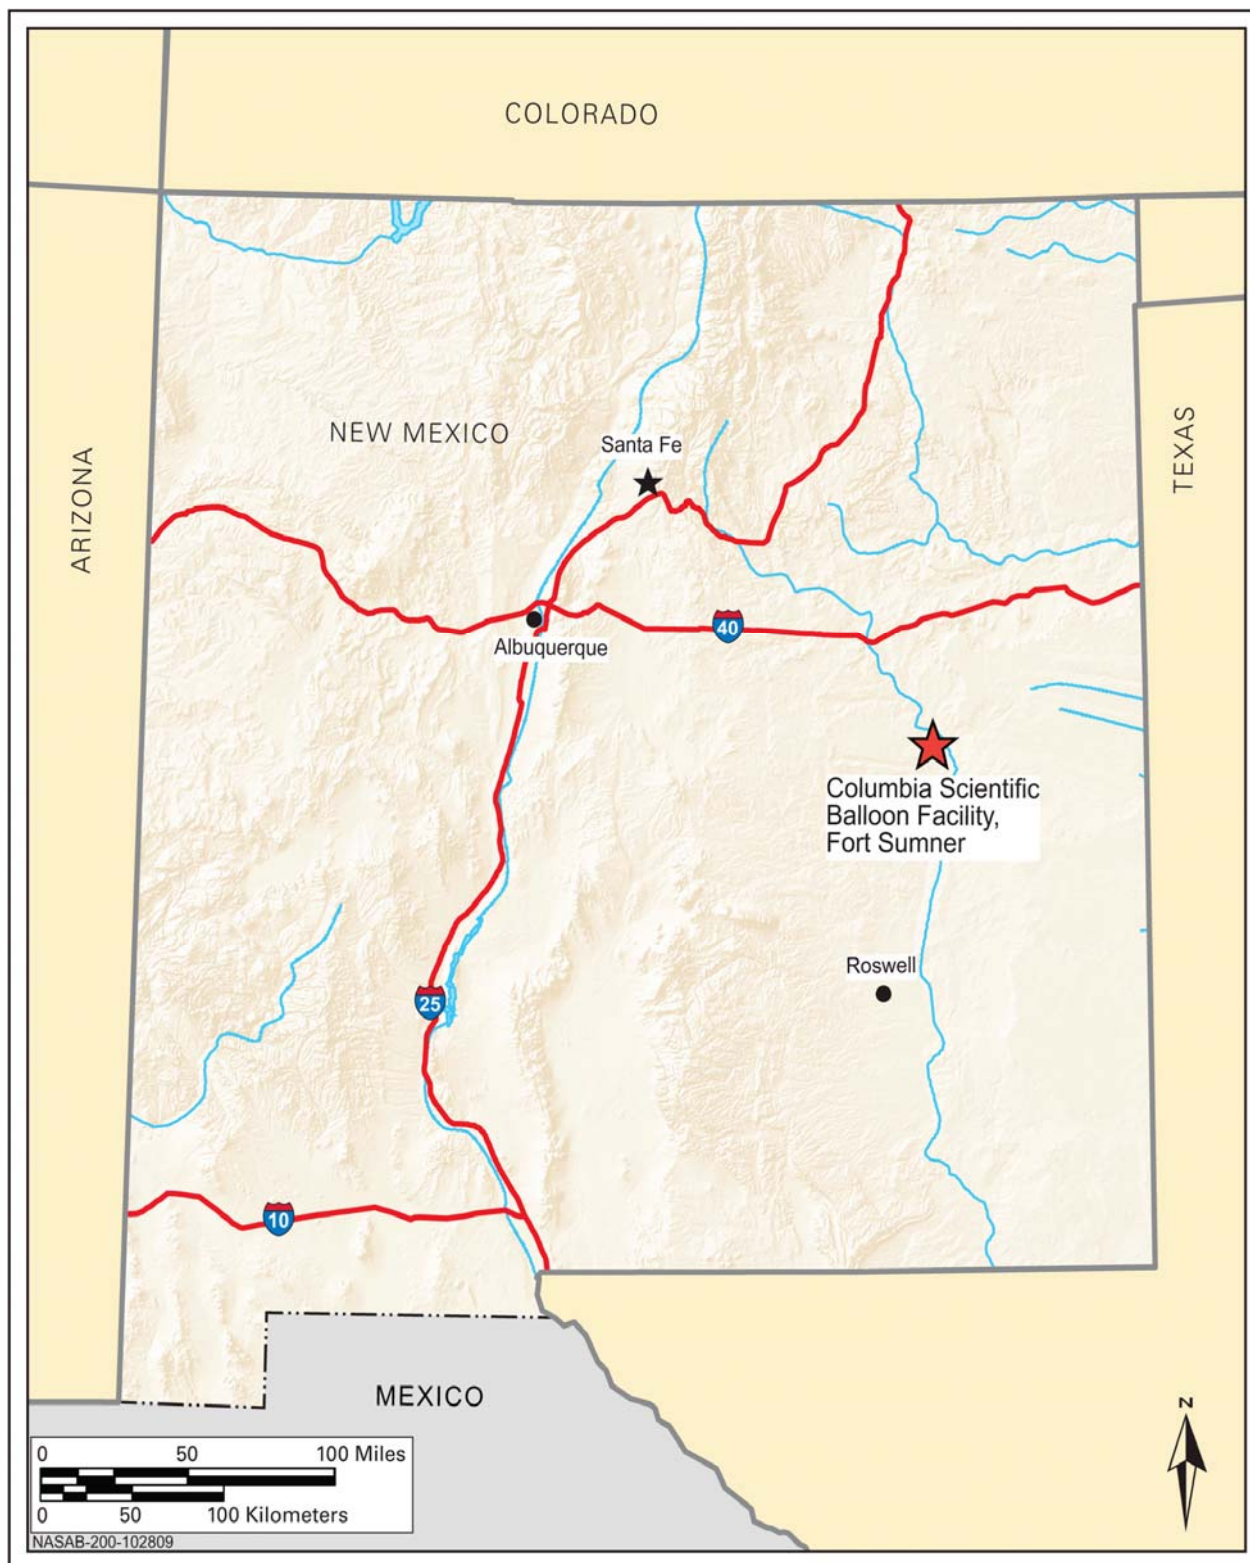 COLORADO
NEW MEXICO
Santa Fe
ARIZONA
TEXAS
40
Albuquerque
Columbia Scientific
Balloon Facility,
Fort Sumner
Roswell
25
10
MEXICO
N
0 50 100 Miles
0 50 100 Kilometers
NASAB-200-102809